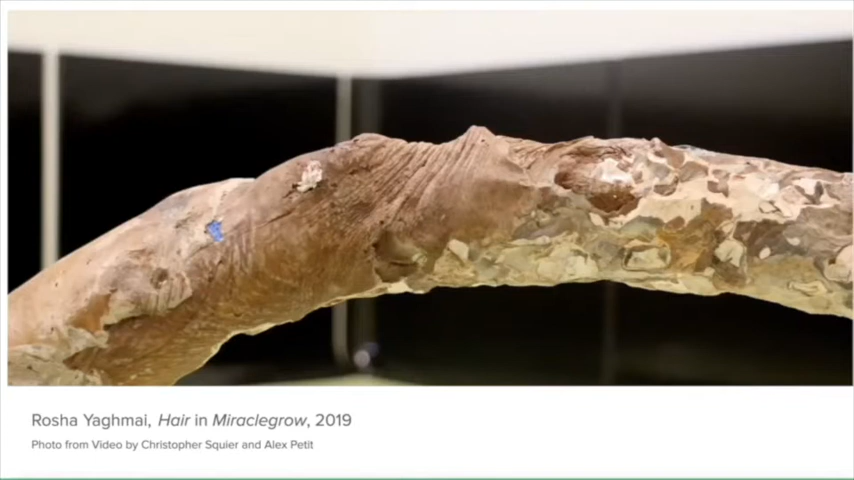 Rosha Yaghmai, Hair in Miraclegrow, 2019
Photo from Video by Christopher Squier and Alex Petit